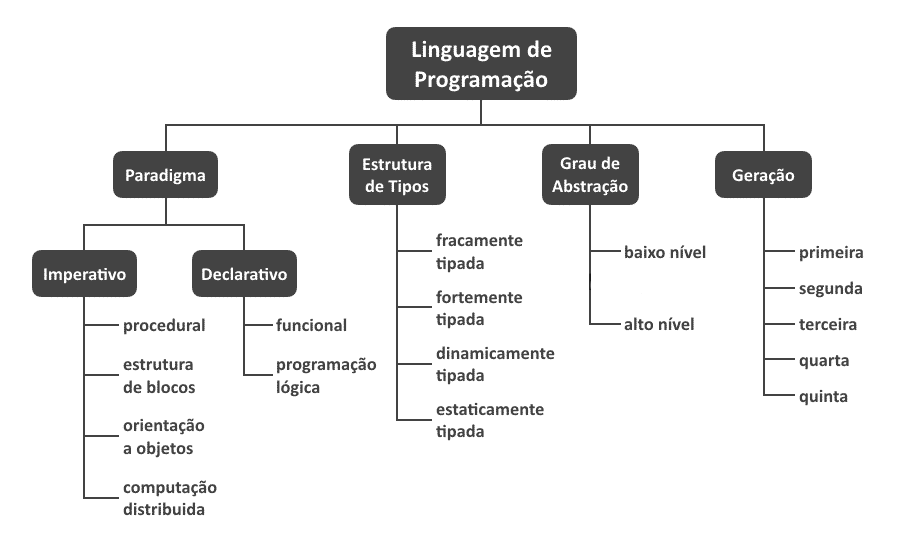 Linguagem de
Programação
Paradigma
Estrutura
de Tipos
Grau de
Abstração
Geração
Imperativo
Declarativo
procedural
estrutura
de blocos
orientação
a objetos
computação
distribuida
funcional
programação
lógica
fracamente
tipada
fortemente
tipada
dinamicamente
tipada
estaticamente
tipada
baixo nível
alto nível
primeira
segunda
terceira
quarta
quinta